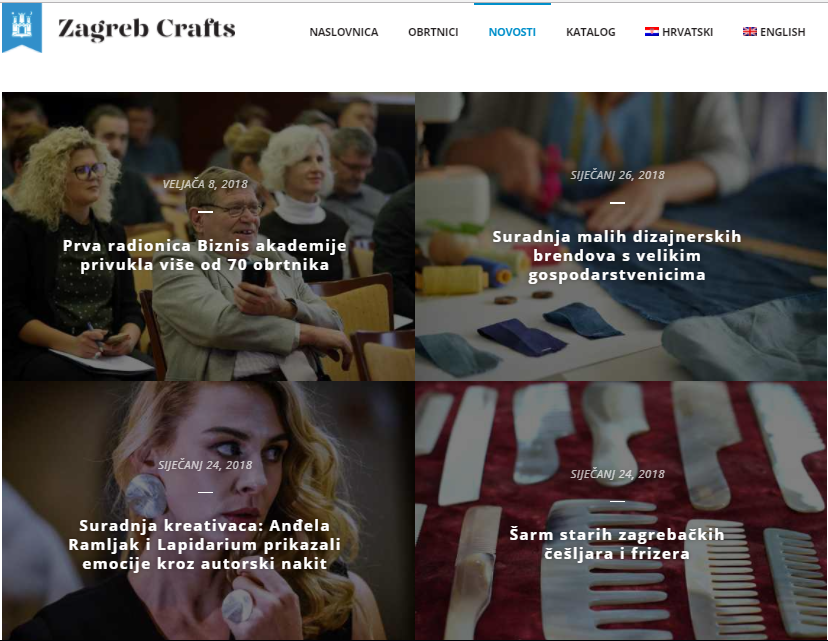 Zagreb Crafts
NASLOVNICA OBRTNICI NOVOSTI KATALOG HRVATSKI ENGLISH
VELJAČA 8, 2018
Prva radionica Biznis akademije
privukla više od 70 obrtnika
SIJEČANJ 26, 2018
Suradnja malih dizajnerskih
brendova s velikim
gospodarstvenicima
SIJEČANJ 24, 2018
Suradnja kreativaca: Anđela
Ramljak i Lapidarium prikazali
emocije kroz autorski nakit
SIJEČANJ 24, 2018
Šarm starih zagrebačkih
češljara i frizera